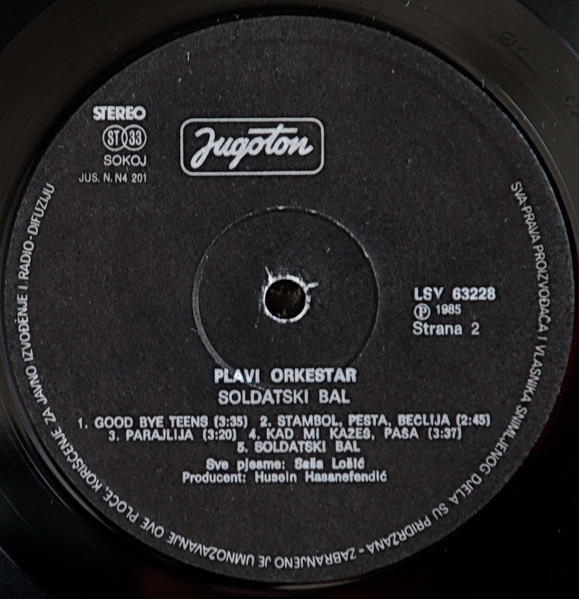 STEREO
ST 33
SOKOJ
JUS. N. N4 201
Jugoton
LSY 63228
Ⓟ 1985
Strana 2
PLAVI ORKESTAR
SOLDATSKI BAL
1. GOOD BYE TEENS (3:35) 2. STAMBOL, PEŠTA, BEČLIJA (2:45)
3. PARAJLIJA (3:20) 4. KAD MI KAŽEŠ, PAŠA (3:37)
5. SOLDATSKI BAL
Sve pjesme: Saša Lošić
Producent: Husein Hasanefendić
SVA PRAVA PROIZVOĐAČA I VLASNIKA SNIMLJENOG DJELA SU PRIDRŽANA - ZABRANJENO JE UMNOŽAVANJE OVE PLOČE, KORIŠĆENJE ZA JAVNO IZVOĐENJE I RADIO-DIFUZIJU